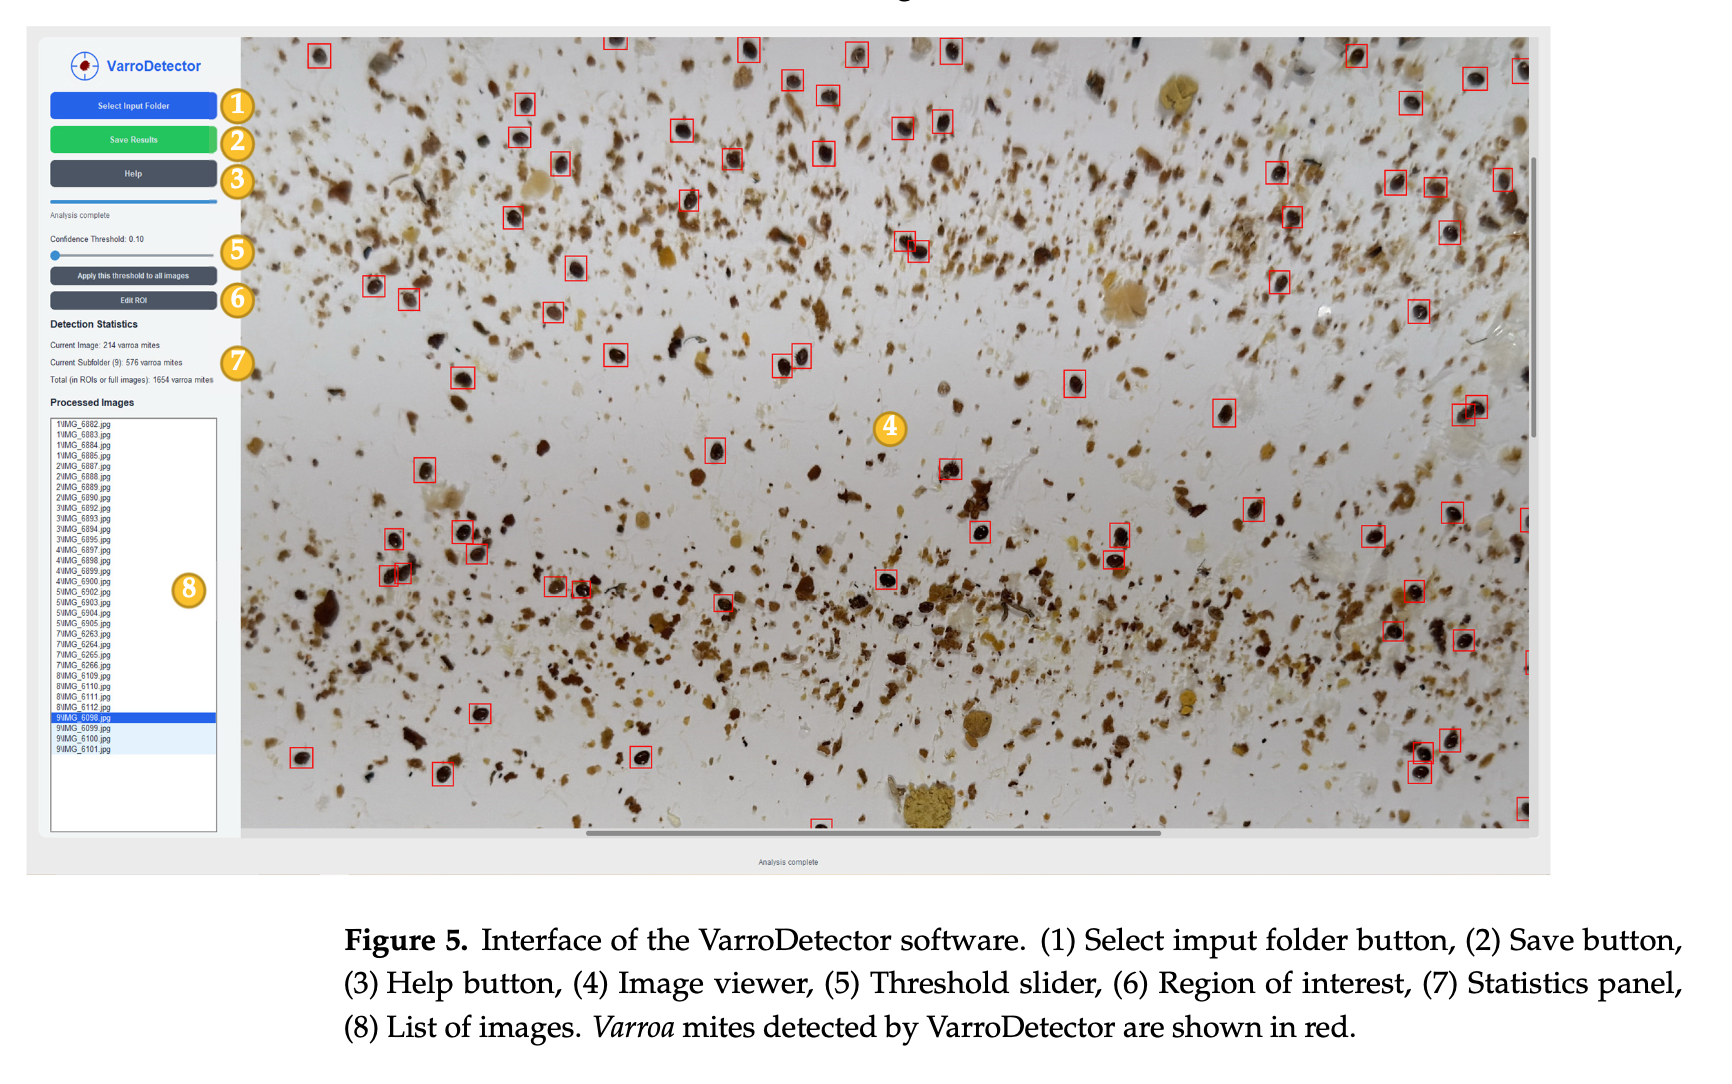 VarroDetector
Select Input Folder
1
Save Results
2
Help
3
Analysis complete
Confidence Threshold: 0.10
5
Apply this threshold to all images
Edit ROI
6
Detection Statistics
Current Image: 214 varroa mites
Current Subfolder (9): 576 varroa mites
7
Total (in ROIs or full images): 1654 varroa mites
Processed Images
1\IMG_6882.jpg
1\IMG_6883.jpg
1\IMG_6884.jpg
1\IMG_6885.jpg
2\IMG_6887.jpg
2\IMG_6888.jpg
2\IMG_6889.jpg
2\IMG_6890.jpg
3\IMG_6892.jpg
3\IMG_6893.jpg
3\IMG_6894.jpg
3\IMG_6895.jpg
4\IMG_6897.jpg
4\IMG_6898.jpg
4\IMG_6899.jpg
4\IMG_6900.jpg
5\IMG_6902.jpg
5\IMG_6903.jpg
5\IMG_6904.jpg
5\IMG_6905.jpg
7\IMG_6263.jpg
7\IMG_6264.jpg
7\IMG_6265.jpg
7\IMG_6266.jpg
8\IMG_6109.jpg
8\IMG_6110.jpg
8\IMG_6111.jpg
8\IMG_6112.jpg
9\IMG_6098.jpg
9\IMG_6099.jpg
9\IMG_6100.jpg
9\IMG_6101.jpg
8
4
Analysis complete
Figure 5. Interface of the VarroDetector software. (1) Select imput folder button, (2) Save button,
(3) Help button, (4) Image viewer, (5) Threshold slider, (6) Region of interest, (7) Statistics panel,
(8) List of images. Varroa mites detected by VarroDetector are shown in red.